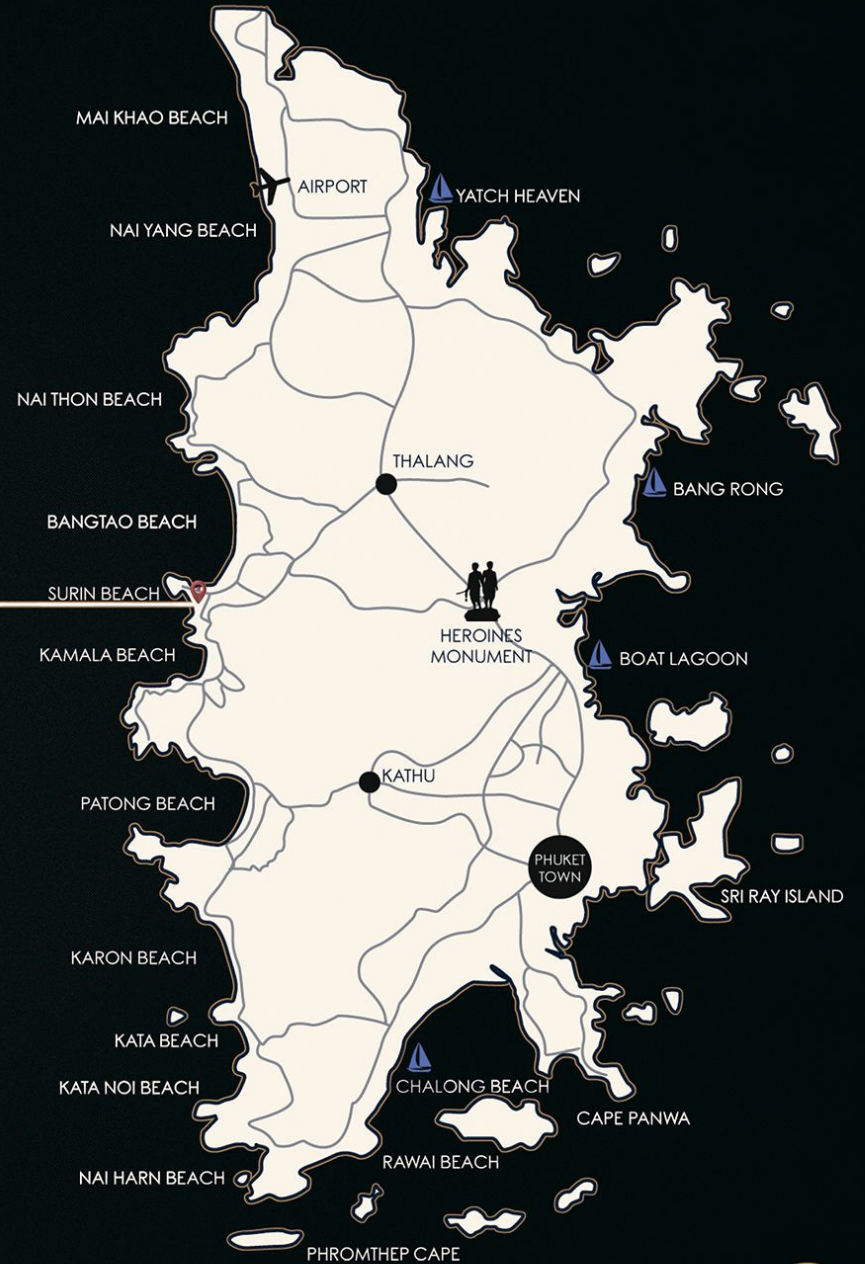 MAI KHAO BEACH
AIRPORT
YATCH HEAVEN
NAI YANG BEACH
NAI THON BEACH
THALANG
BANG RONG
BANGTAO BEACH
SURIN BEACH
HEROINES
MONUMENT
KAMALA BEACH
BOAT LAGOON
KATHU
PATONG BEACH
PHUKET
TOWN
SRI RAY ISLAND
KARON BEACH
KATA BEACH
KATA NOI BEACH
CHALONG BEACH
CAPE PANWA
RAWAI BEACH
NAI HARN BEACH
PHROMTHEP CAPE